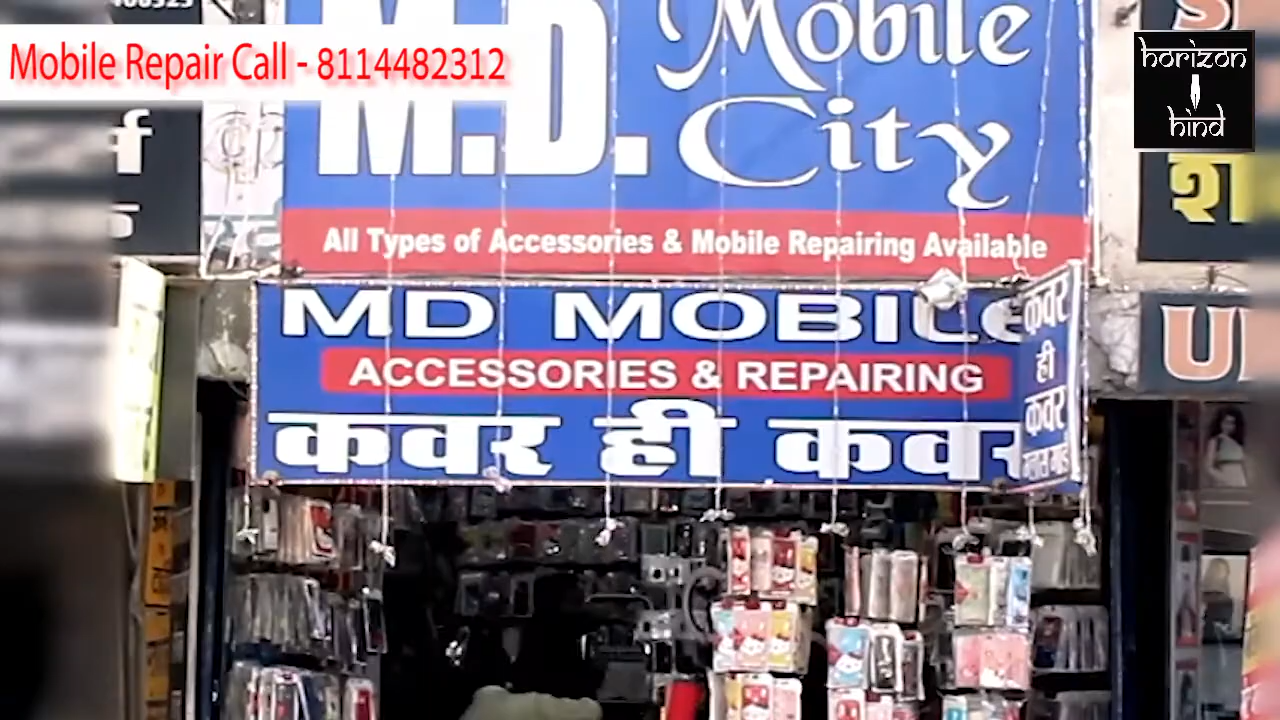 Mobile Repair Call - 8114482312
horizon
hind
M.D. Mobile
City
All Types of Accessories & Mobile Repairing Available
MD MOBILE
ACCESSORIES & REPAIRING
कवर ही कवर
कवर
ही
कवर